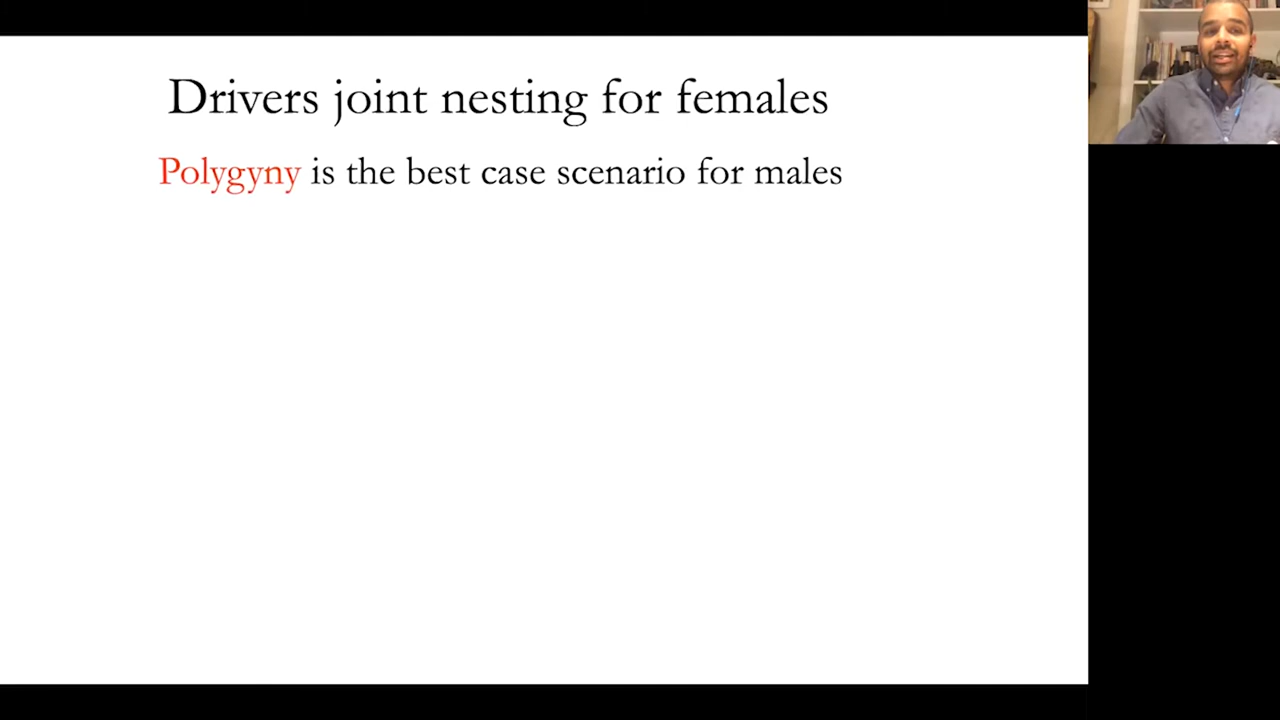 Drivers joint nesting for females
Polygyny is the best case scenario for males